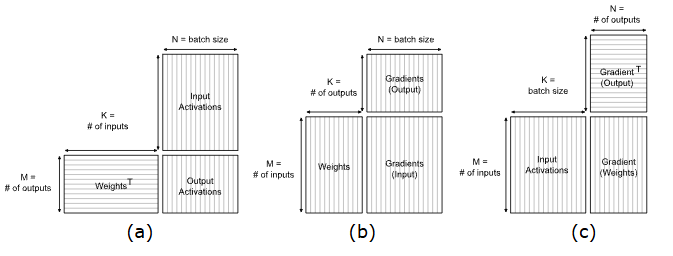 N = batch size
K =
# of inputs
Input
Activations
M =
# of outputs
Weights T
Output
Activations
(a)
N = batch size
K =
# of outputs
Gradients
(Output)
M =
# of inputs
Weights
Gradients
(Input)
(b)
N =
# of outputs
K =
batch size
Gradient T
(Output)
M =
# of inputs
Input
Activations
Gradient
(Weights)
(c)